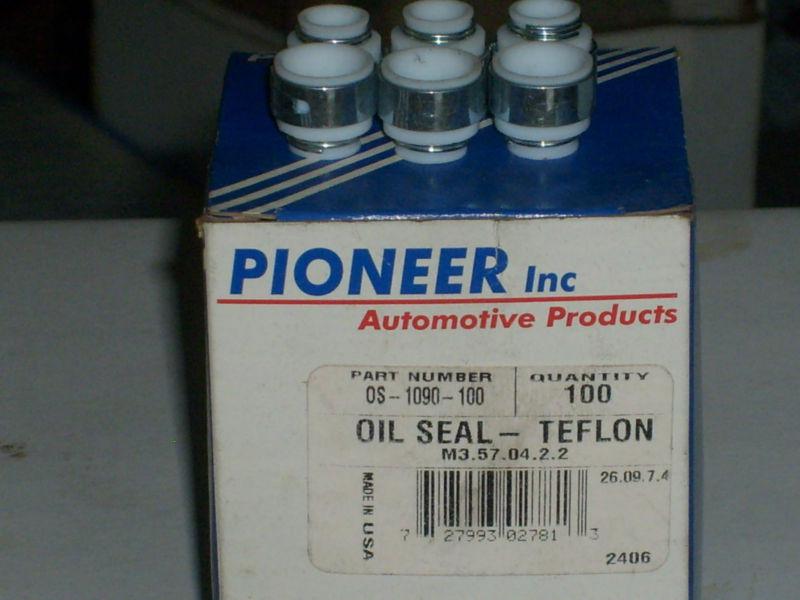 PIONEER Inc
Automotive Products
PART NUMBER QUANTITY
OS-1090-100 100
OIL SEAL- TEFLON
M3.57.04.2.2
26.09.7.4
MADE IN USA
7 27993 02781 3
2406